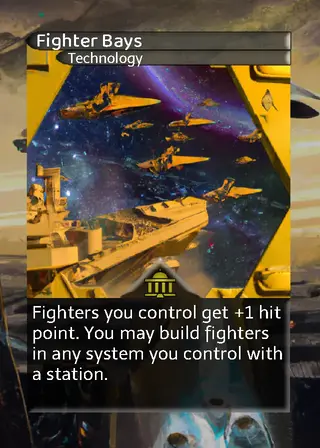 Fighter Bays
Technology
Fighters you control get +1 hit
point. You may build fighters
in any system you control with
a station.